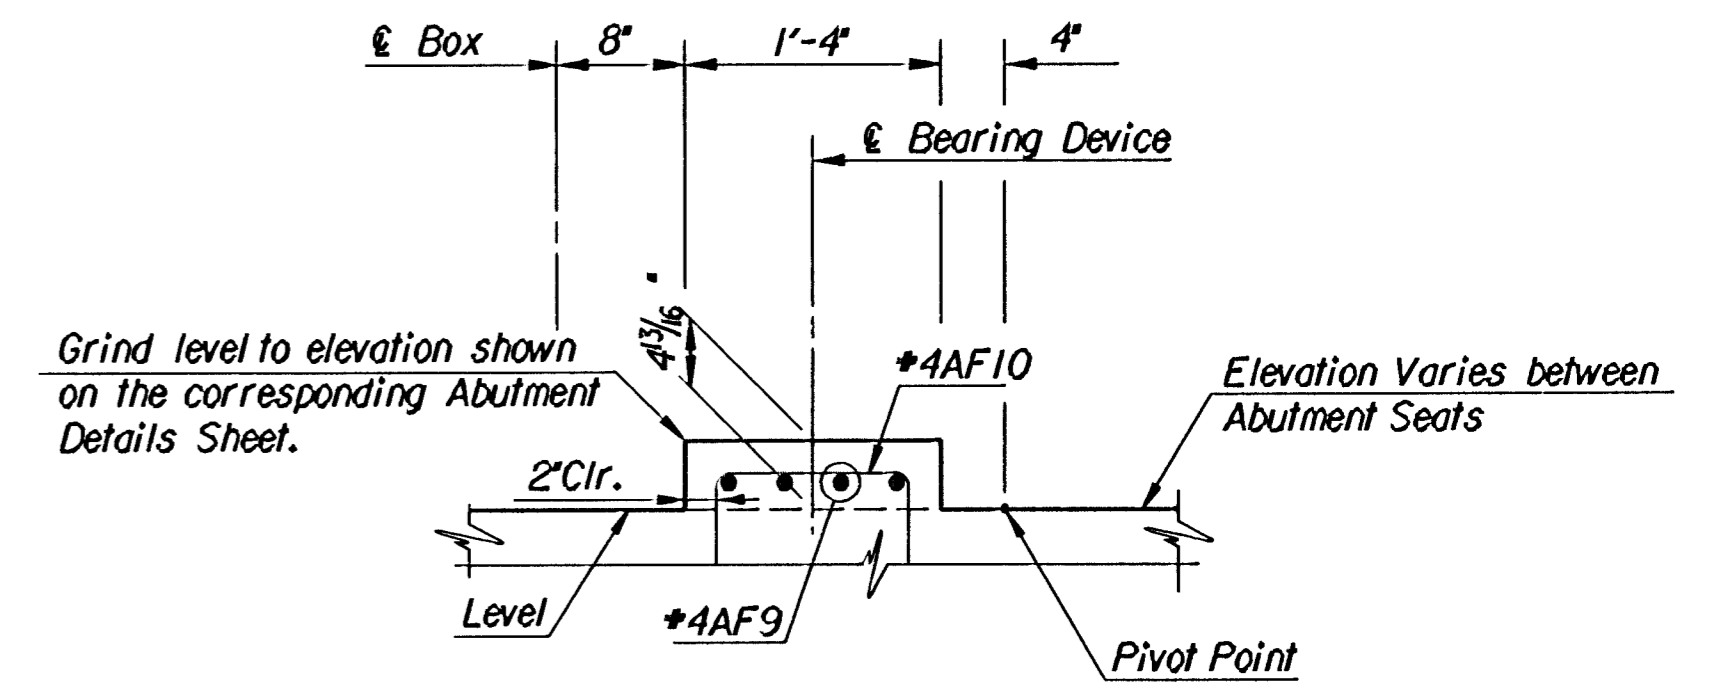 ℄ Box
8"
1'-4"
4"
℄ Bearing Device
4 13/16"
Grind level to elevation shown
on the corresponding Abutment
Details Sheet.
#4AF10
Elevation Varies between
Abutment Seats
2"Clr.
Level
#4AF9
Pivot Point